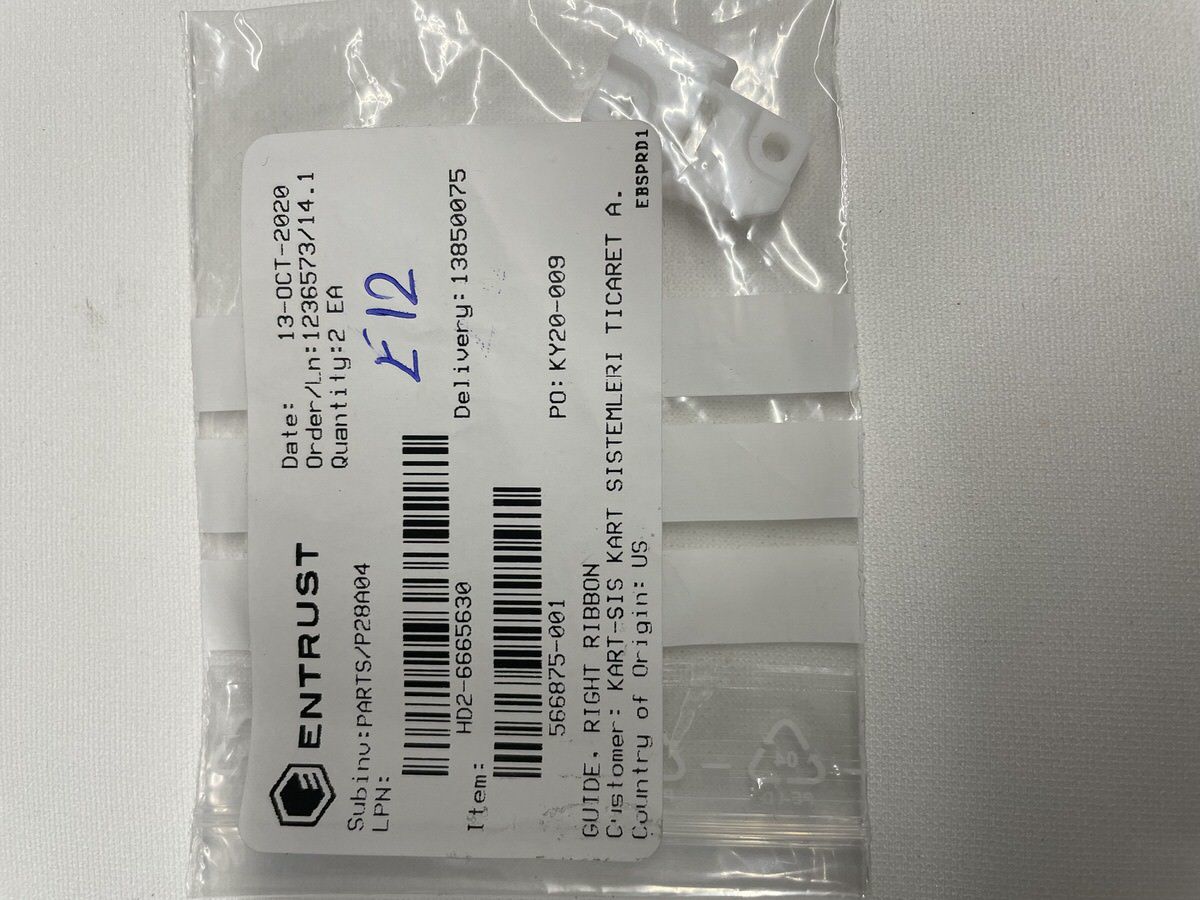 ENTRUST
Date: 13-OCT-2020
Order/Ln:1236573/14.1
Quantity:2 EA
Subinv:PARTS/P28A04
LPN:
E12
HD2-6665630
Delivery:13850075
Item:
566875-001
PO:KY20-009
GUIDE, RIGHT RIBBON
Customer: KART-SIS KART SISTEMLERI TICARET A.
Country of Origin: US
EBSPRD1